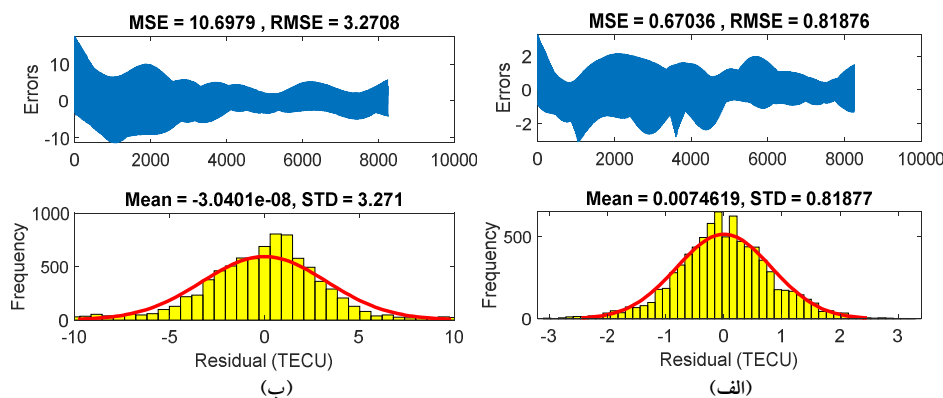 MSE = 10.6979 , RMSE = 3.2708
10
0
-10
Errors
0 2000 4000 6000 8000 10000
Mean = -3.0401e-08, STD = 3.271
1000
500
0
Frequency
-10 -5 0 5 10
Residual (TECU)
(ب)
MSE = 0.67036 , RMSE = 0.81876
2
0
-2
Errors
0 2000 4000 6000 8000 10000
Mean = 0.0074619, STD = 0.81877
500
0
Frequency
-3 -2 -1 0 1 2 3
Residual (TECU)
(الف)